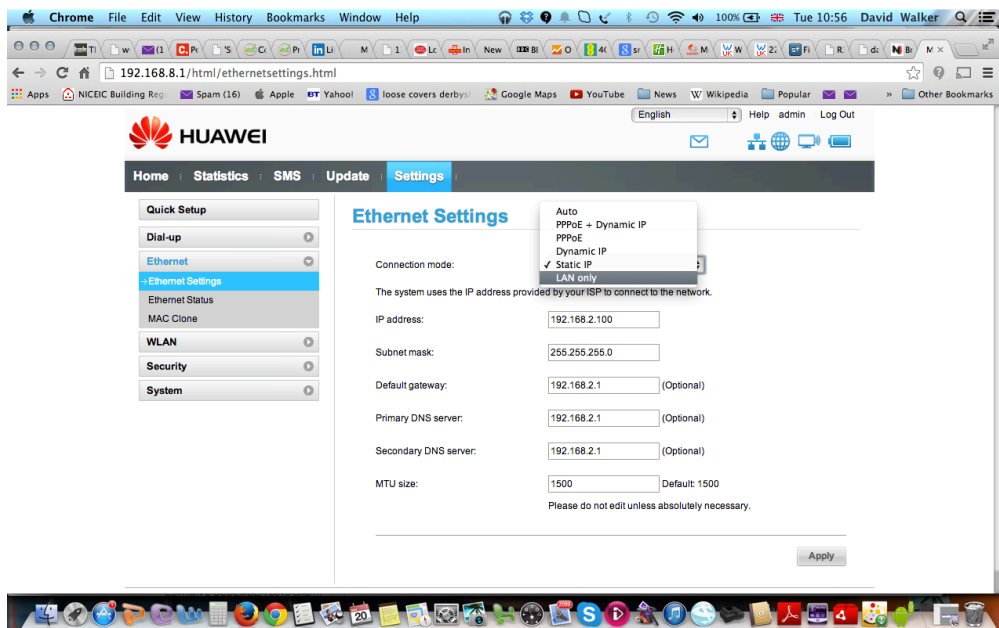 Chrome File Edit View History Bookmarks Window Help 100% Tue 10:56 David Walker
192.168.8.1/html/ethernetsettings.html
Apps NICEIC Building Reg Spam (16) Apple BT Yahoo! loose covers derbys Google Maps YouTube News Wikipedia Popular » Other Bookmarks
English Help admin Log Out
HUAWEI
Home Statistics SMS Update Settings
Quick Setup
Dial-up
Ethernet
→Ethernet Settings
Ethernet Status
MAC Clone
WLAN
Security
System
Ethernet Settings
Auto
PPPoE + Dynamic IP
PPPoE
Dynamic IP
Connection mode: ✓ Static IP
LAN only
The system uses the IP address provided by your ISP to connect to the network.
IP address: 192.168.2.100
Subnet mask: 255.255.255.0
Default gateway: 192.168.2.1 (Optional)
Primary DNS server: 192.168.2.1 (Optional)
Secondary DNS server: 192.168.2.1 (Optional)
MTU size: 1500 Default: 1500
Please do not edit unless absolutely necessary.
Apply